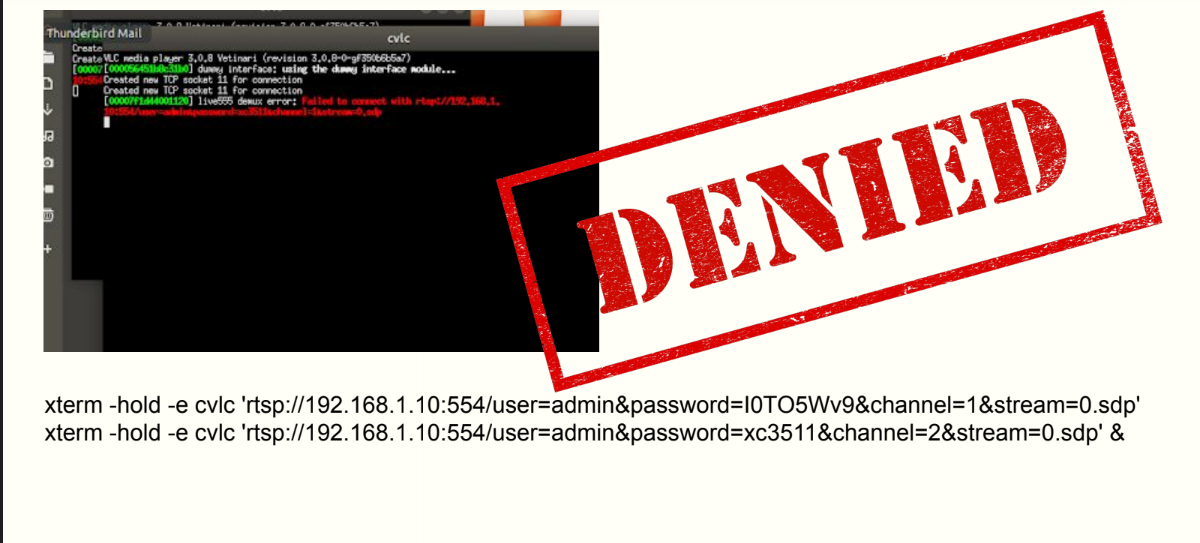 Thunderbird Mail
cvlc
Create
Create VLC media player 3.0.8 Vetinari (revision 3.0.8-0-gf350b6b5a7)
[00007 [000056451b8c31b0] dummy interface: using the dummy interface module...
10:554 Created new TCP socket 11 for connection
[] Created new TCP socket 11 for connection
[00007f1d44001120] live555 demux error: Failed to connect with rtsp://192.168.1.
10:554/user=admin&password=xc3511&channel=1&stream=0.sdp
DENIED
xterm -hold -e cvlc 'rtsp://192.168.1.10:554/user=admin&password=I0TO5Wv9&channel=1&stream=0.sdp'
xterm -hold -e cvlc 'rtsp://192.168.1.10:554/user=admin&password=xc3511&channel=2&stream=0.sdp' &